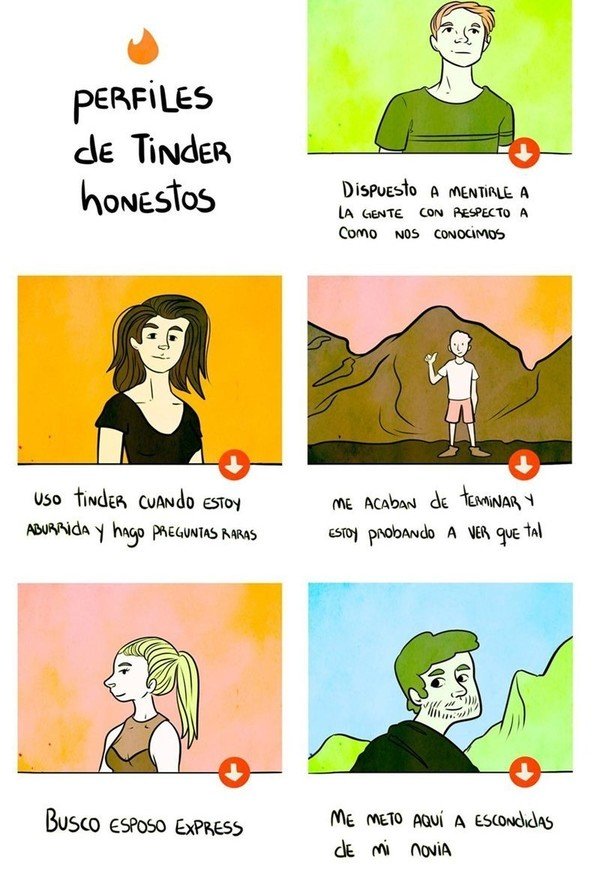 PERFILES
DE TINDER
HONESTOS
DISPUESTO A MENTIRLE A
LA GENTE CON RESPECTO A
COMO NOS CONOCIMOS
USO TINDER CUANDO ESTOY
ABURRIDA Y HAGO PREGUNTAS RARAS
ME ACABAN DE TERMINAR Y
ESTOY PROBANDO A VER QUE TAL
BUSCO ESPOSO EXPRESS
ME METO AQUÍ A ESCONDIDAS
DE MI NOVIA